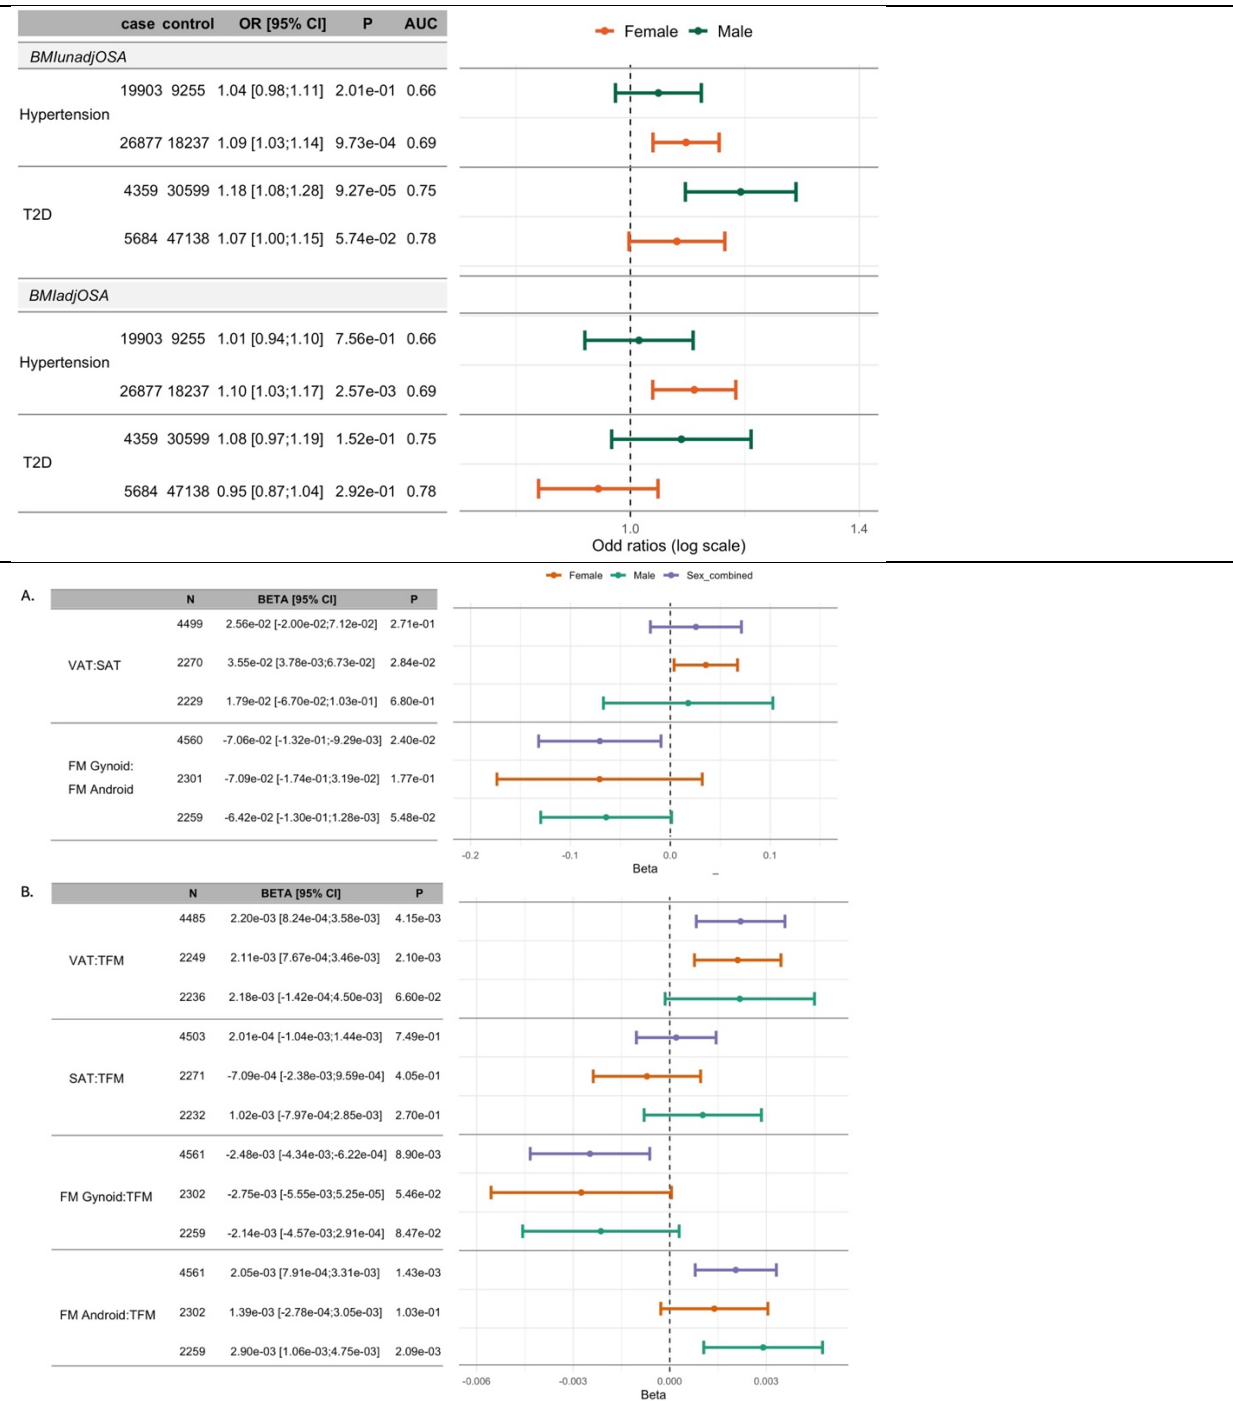 case control OR [95% CI] P AUC
Female Male
BMIunadjOSA
19903 9255 1.04 [0.98;1.11] 2.01e-01 0.66
Hypertension
26877 18237 1.09 [1.03;1.14] 9.73e-04 0.69
4359 30599 1.18 [1.08;1.28] 9.27e-05 0.75
T2D
5684 47138 1.07 [1.00;1.15] 5.74e-02 0.78
BMIadjOSA
19903 9255 1.01 [0.94;1.10] 7.56e-01 0.66
Hypertension
26877 18237 1.10 [1.03;1.17] 2.57e-03 0.69
4359 30599 1.08 [0.97;1.19] 1.52e-01 0.75
T2D
5684 47138 0.95 [0.87;1.04] 2.92e-01 0.78
1.0 1.4
Odd ratios (log scale)
Female Male Sex_combined
A.
N BETA [95% CI] P
4499 2.56e-02 [-2.00e-02;7.12e-02] 2.71e-01
VAT:SAT
2270 3.55e-02 [3.78e-03;6.73e-02] 2.84e-02
2229 1.79e-02 [-6.70e-02;1.03e-01] 6.80e-01
4560 -7.06e-02 [-1.32e-01;-9.29e-03] 2.40e-02
FM Gynoid:
FM Android
2301 -7.09e-02 [-1.74e-01;3.19e-02] 1.77e-01
2259 -6.42e-02 [-1.30e-01;1.28e-03] 5.48e-02
-0.2 -0.1 0.0 0.1
Beta
B.
N BETA [95% CI] P
4485 2.20e-03 [8.24e-04;3.58e-03] 4.15e-03
VAT:TFM
2249 2.11e-03 [7.67e-04;3.46e-03] 2.10e-03
2236 2.18e-03 [-1.42e-04;4.50e-03] 6.60e-02
4503 2.01e-04 [-1.04e-03;1.44e-03] 7.49e-01
SAT:TFM
2271 -7.09e-04 [-2.38e-03;9.59e-04] 4.05e-01
2232 1.02e-03 [-7.97e-04;2.85e-03] 2.70e-01
4561 -2.48e-03 [-4.34e-03;-6.22e-04] 8.90e-03
FM Gynoid:TFM
2302 -2.75e-03 [-5.55e-03;5.25e-05] 5.46e-02
2259 -2.14e-03 [-4.57e-03;2.91e-04] 8.47e-02
4561 2.05e-03 [7.91e-04;3.31e-03] 1.43e-03
FM Android:TFM
2302 1.39e-03 [-2.78e-04;3.05e-03] 1.03e-01
2259 2.90e-03 [1.06e-03;4.75e-03] 2.09e-03
-0.006 -0.003 0.000 0.003
Beta